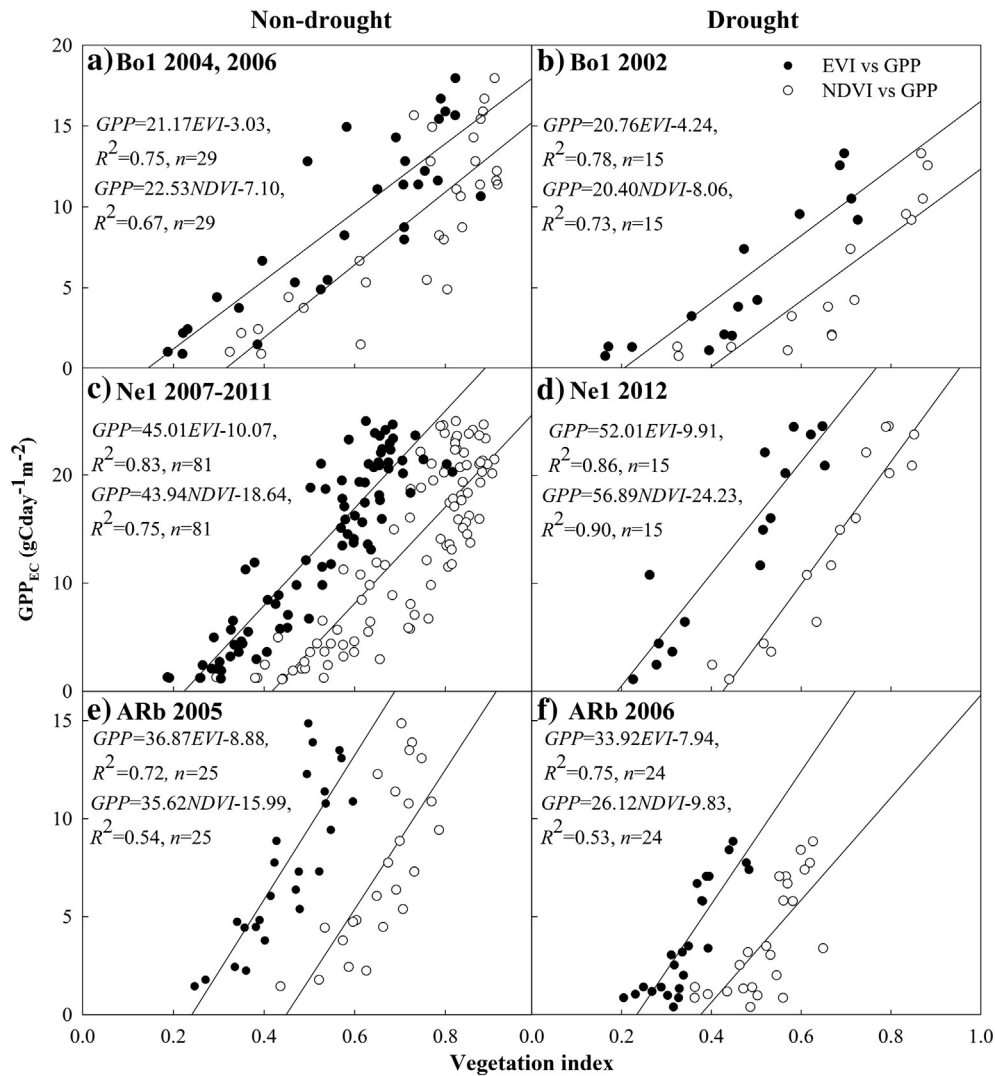 Non-drought
Drought
a) Bo1 2004, 2006
GPP=21.17EVI-3.03,
R²=0.75, n=29
GPP=22.53NDVI-7.10,
R²=0.67, n=29
b) Bo1 2002
EVI vs GPP
NDVI vs GPP
GPP=20.76EVI-4.24,
R²=0.78, n=15
GPP=20.40NDVI-8.06,
R²=0.73, n=15
20
15
10
5
0
c) Ne1 2007-2011
GPP=45.01EVI-10.07,
R²=0.83, n=81
GPP=43.94NDVI-18.64,
R²=0.75, n=81
d) Ne1 2012
GPP=52.01EVI-9.91,
R²=0.86, n=15
GPP=56.89NDVI-24.23,
R²=0.90, n=15
20
10
0
GPP_EC (gCday⁻¹m⁻²)
e) ARb 2005
GPP=36.87EVI-8.88,
R²=0.72, n=25
GPP=35.62NDVI-15.99,
R²=0.54, n=25
f) ARb 2006
GPP=33.92EVI-7.94,
R²=0.75, n=24
GPP=26.12NDVI-9.83,
R²=0.53, n=24
15
10
5
0
0.0 0.2 0.4 0.6 0.8 0.0 0.2 0.4 0.6 0.8 1.0
Vegetation index